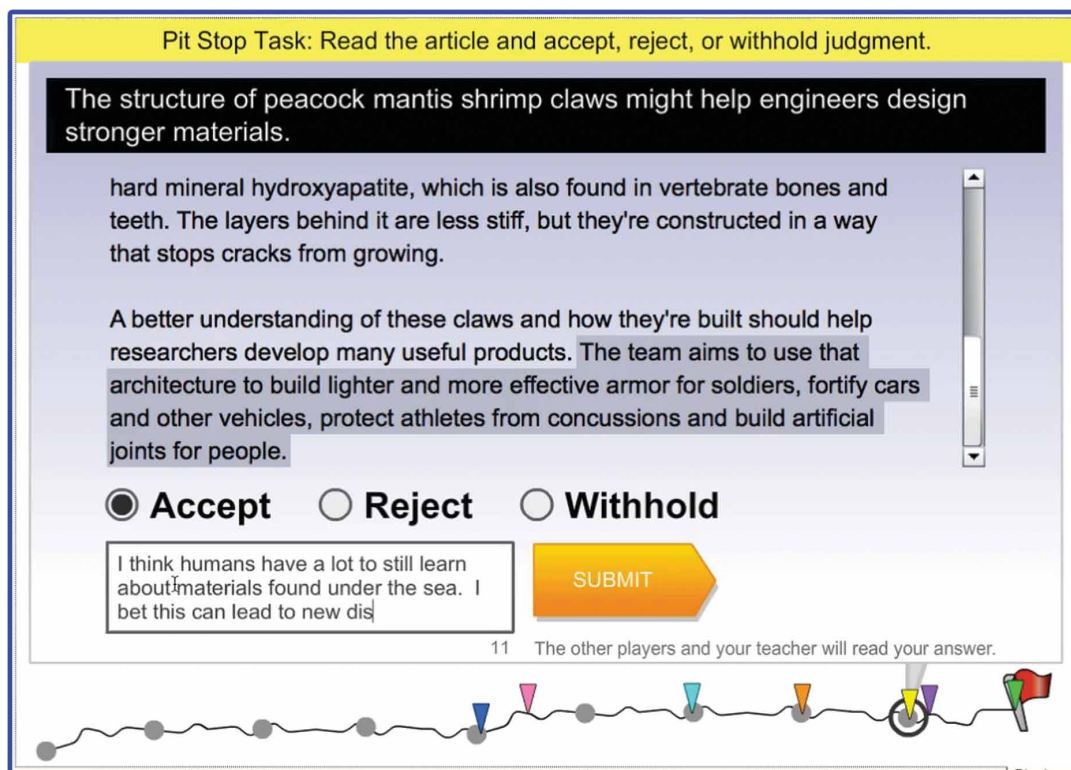 Pit Stop Task: Read the article and accept, reject, or withhold judgment.
The structure of peacock mantis shrimp claws might help engineers design
stronger materials.
hard mineral hydroxyapatite, which is also found in vertebrate bones and
teeth. The layers behind it are less stiff, but they're constructed in a way
that stops cracks from growing.
A better understanding of these claws and how they're built should help
researchers develop many useful products. The team aims to use that
architecture to build lighter and more effective armor for soldiers, fortify cars
and other vehicles, protect athletes from concussions and build artificial
joints for people.
Accept Reject Withhold
I think humans have a lot to still learn
about materials found under the sea. I
bet this can lead to new dis
SUBMIT
11 The other players and your teacher will read your answer.